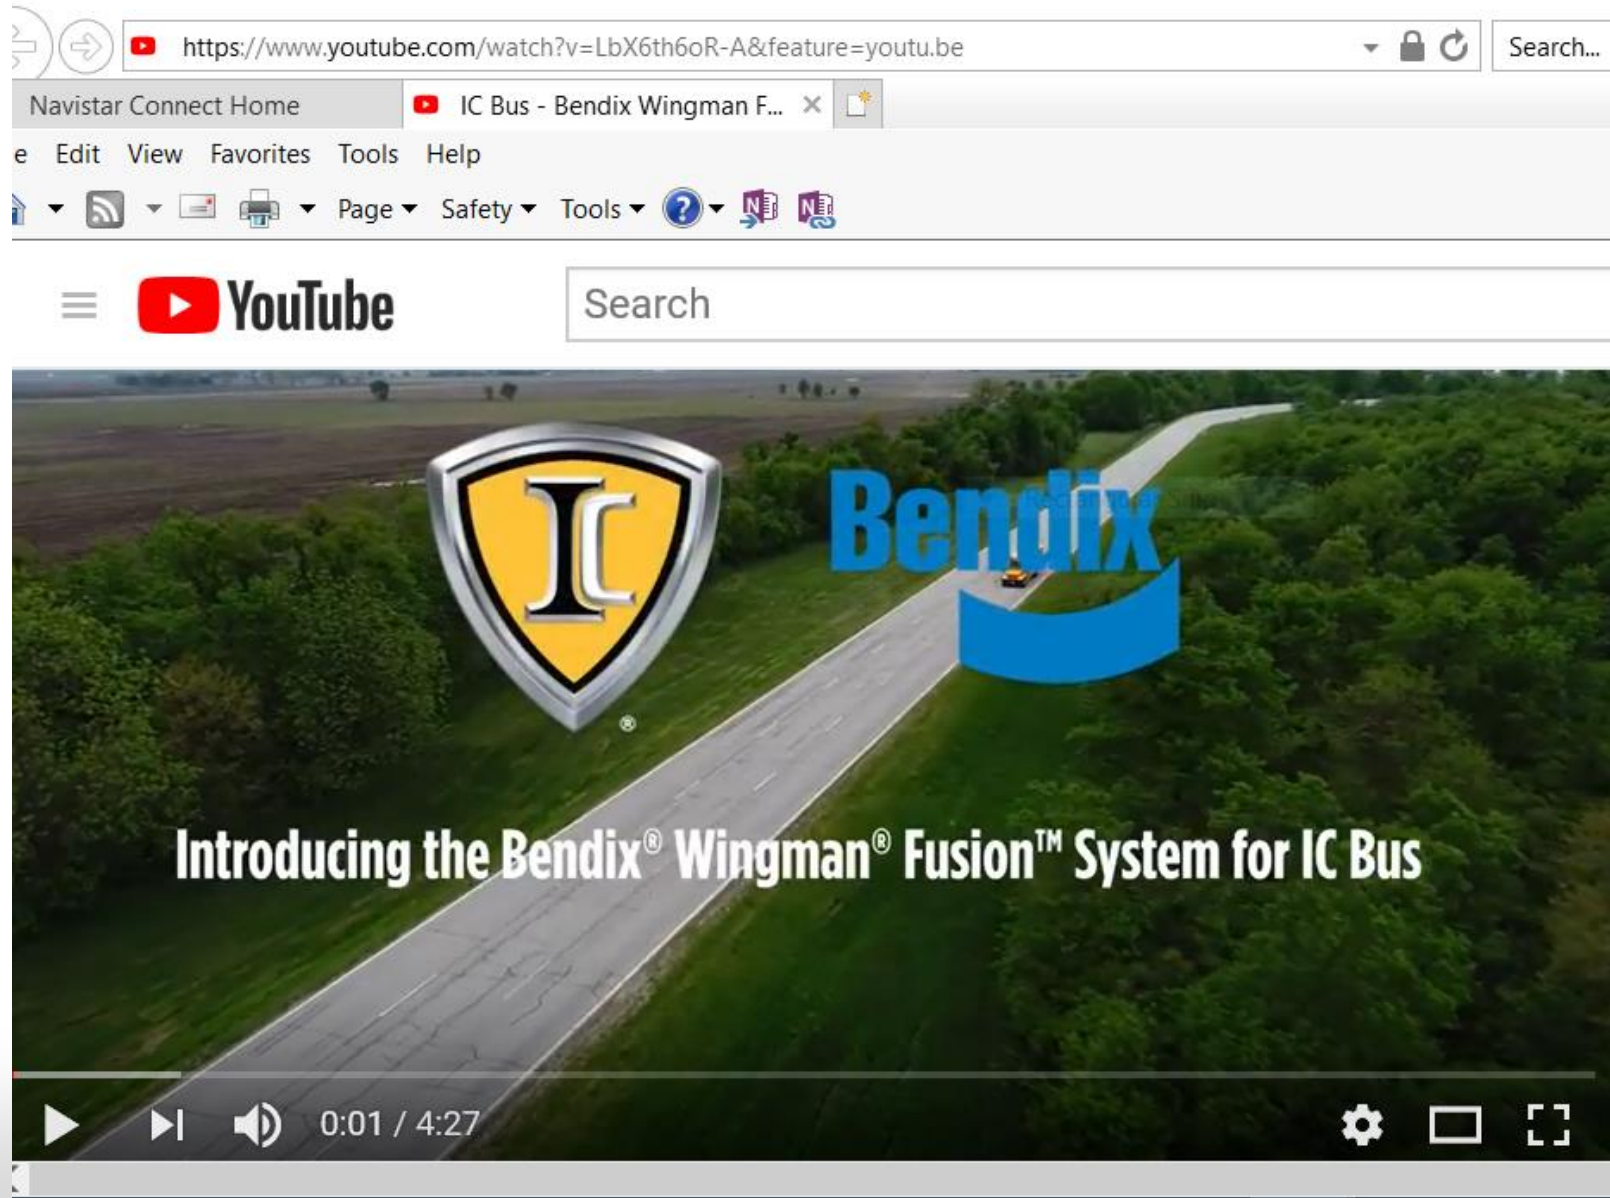 https://www.youtube.com/watch?v=LbX6th6oR-A&feature=youtu.be
Search...
Navistar Connect Home
IC Bus - Bendix Wingman F...
e Edit View Favorites Tools Help
Page Safety Tools ? N N
YouTube
Search
IC
Bendix
®
Introducing the Bendix® Wingman® Fusion™ System for IC Bus
0:01 / 4:27